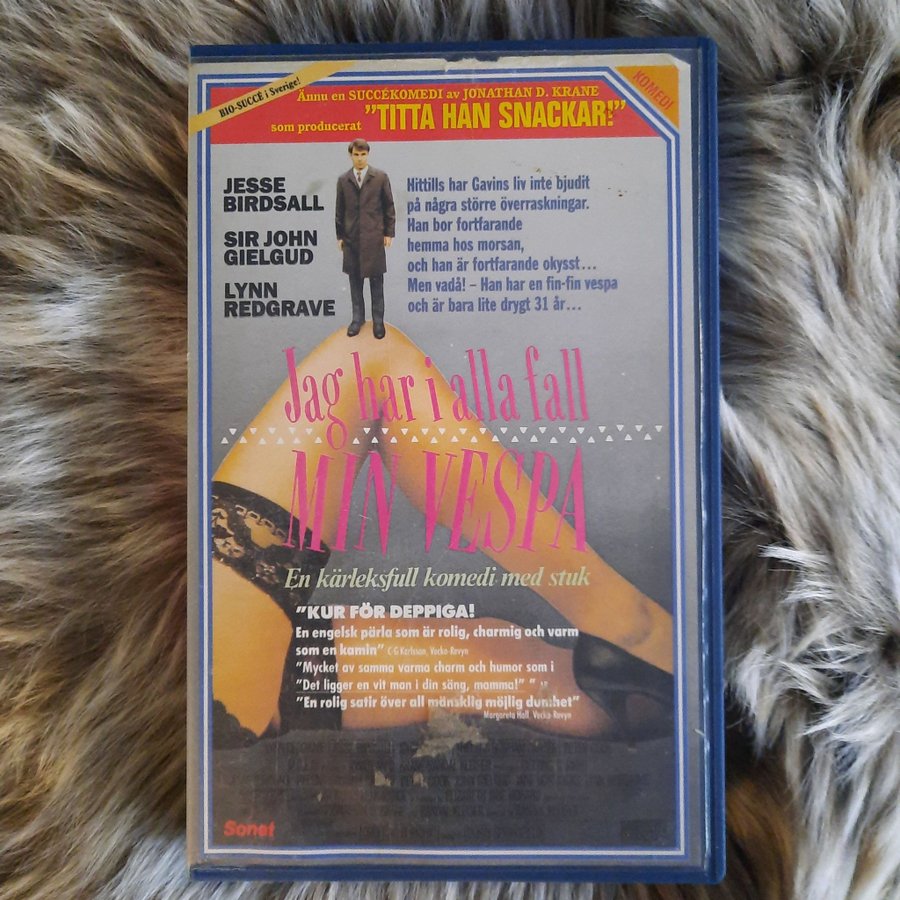 BIO-SUCCÉ i Sverige!
Ännu en SUCCÉKOMEDI av JONATHAN D. KRANE
som producerat "TITTA HAN SNACKAR!"
KOMEDI
JESSE
BIRDSALL
SIR JOHN
GIELGUD
LYNN
REDGRAVE
Hittills har Gavins liv inte bjudit
på några större överraskningar.
Han bor fortfarande
hemma hos morsan,
och han är fortfarande okysst...
Men vadå! – Han har en fin-fin vespa
och är bara lite drygt 31 år...
Jag har i alla fall
MIN VESPA
En kärleksfull komedi med stuk
"KUR FÖR DEPPIGA!
En engelsk pärla som är rolig, charmig och varm
som en kamin" C-G Karlsson, Vecko-Revyn
"Mycket av samma varma charm och humor som i
"Det ligger en vit man i din säng, mamma!" "
"En rolig satir över all mänsklig möjlig dumhet"
Margareta Hall, Vecko-Revyn
Sonet